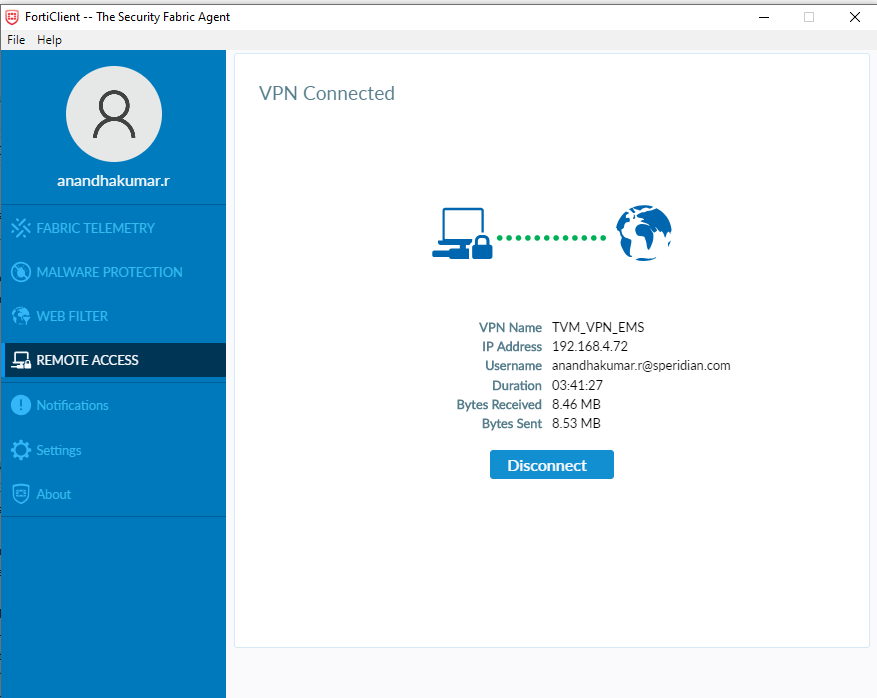 FortiClient -- The Security Fabric Agent
File Help
anandhakumar.r
FABRIC TELEMETRY
MALWARE PROTECTION
WEB FILTER
REMOTE ACCESS
Notifications
Settings
About
VPN Connected
VPN Name TVM_VPN_EMS
IP Address 192.168.4.72
Username anandhakumar.r@speridian.com
Duration 03:41:27
Bytes Received 8.46 MB
Bytes Sent 8.53 MB
Disconnect